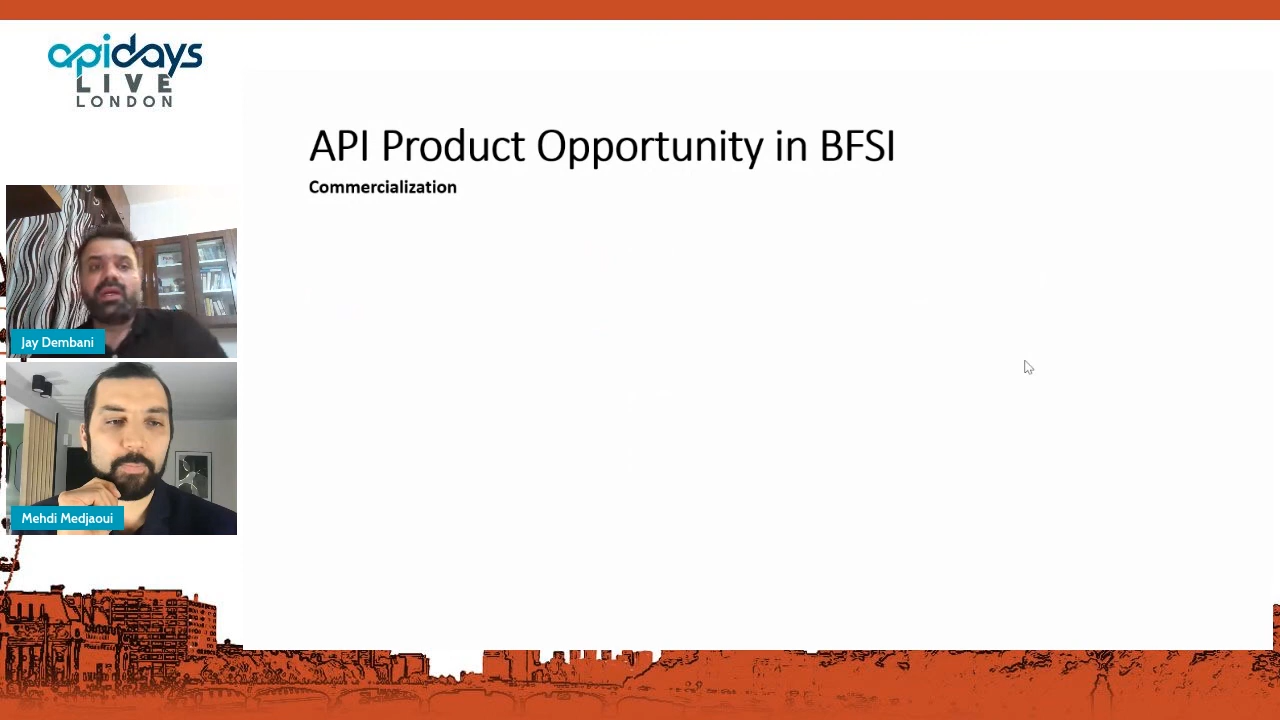 apidays
LIVE
LONDON
API Product Opportunity in BFSI
Commercialization
Jay Dembani
Mehdi Medjaoui